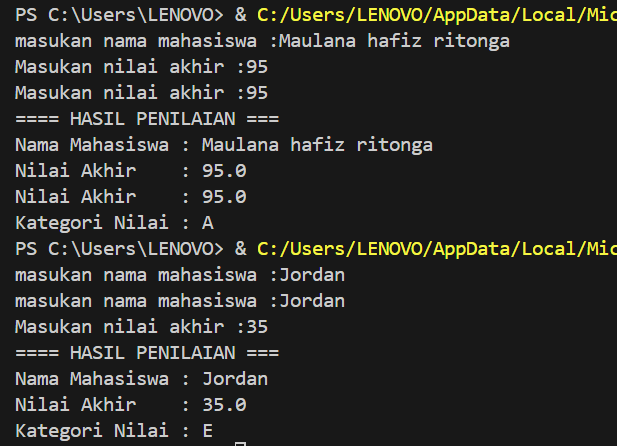 PS C:\Users\LENOVO> & C:/Users/LENOVO/AppData/Local/Mic
masukan nama mahasiswa :Maulana hafiz ritonga
Masukan nilai akhir :95
Masukan nilai akhir :95
==== HASIL PENILAIAN ===
Nama Mahasiswa : Maulana hafiz ritonga
Nilai Akhir    : 95.0
Nilai Akhir    : 95.0
Kategori Nilai : A
PS C:\Users\LENOVO> & C:/Users/LENOVO/AppData/Local/Mic
masukan nama mahasiswa :Jordan
masukan nama mahasiswa :Jordan
Masukan nilai akhir :35
==== HASIL PENILAIAN ===
Nama Mahasiswa : Jordan
Nilai Akhir    : 35.0
Kategori Nilai : E